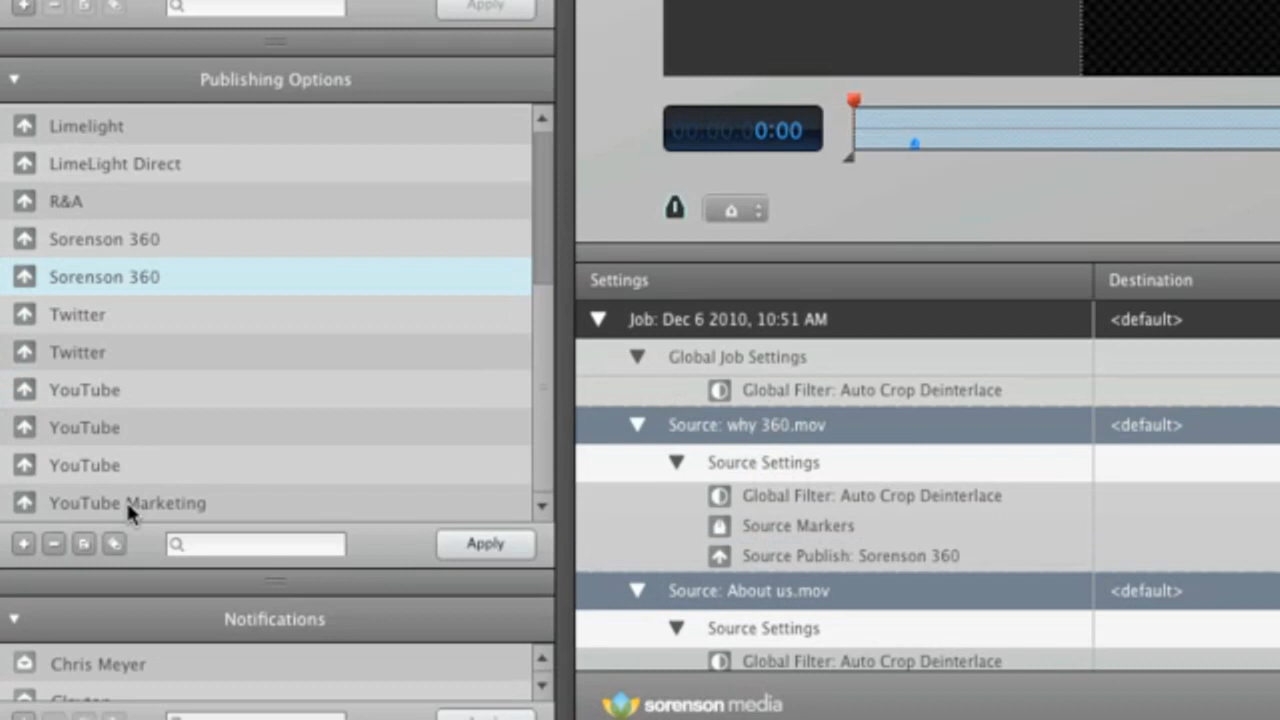 Apply
Publishing Options
Limelight
LimeLight Direct
R&A
Sorenson 360
Sorenson 360
Twitter
Twitter
YouTube
YouTube
YouTube
YouTube Marketing
Apply
Notifications
Chris Meyer
0:00
Settings
Destination
Job: Dec 6 2010, 10:51 AM
<default>
Global Job Settings
Global Filter: Auto Crop Deinterlace
Source: why 360.mov
<default>
Source Settings
Global Filter: Auto Crop Deinterlace
Source Markers
Source Publish: Sorenson 360
Source: About us.mov
<default>
Source Settings
Global Filter: Auto Crop Deinterlace
sorenson media